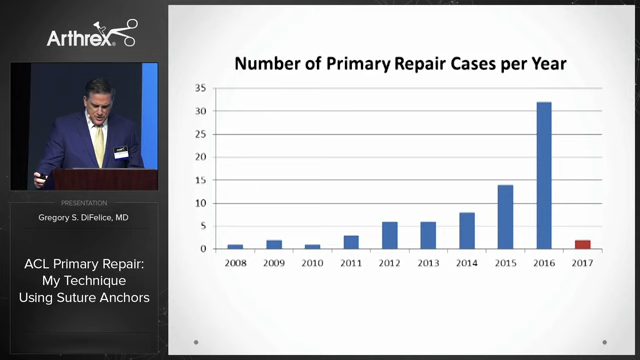 Arthrex
PRESENTATION
Gregory S. DiFelice, MD
ACL Primary Repair:
My Technique
Using Suture Anchors
Number of Primary Repair Cases per Year
35
30
25
20
15
10
5
0
2008 2009 2010 2011 2012 2013 2014 2015 2016 2017